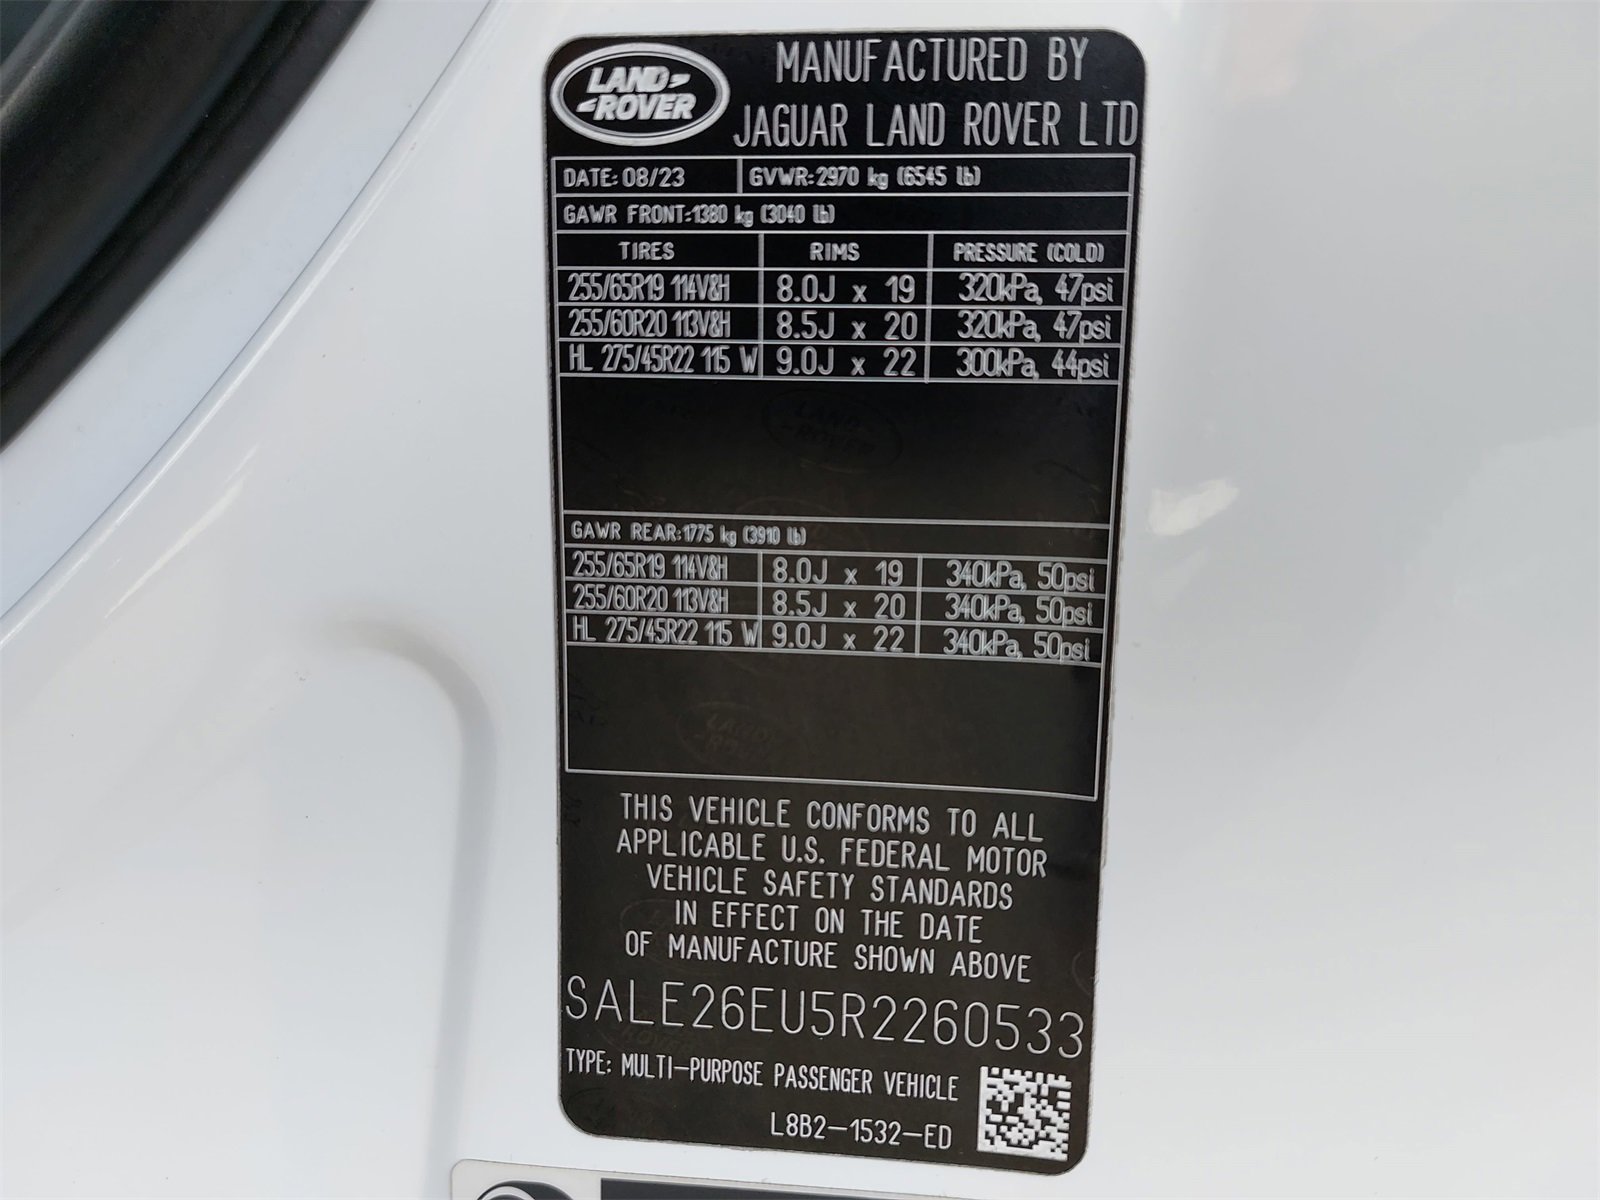 LAND
ROVER
MANUFACTURED BY
JAGUAR LAND ROVER LTD
DATE: 08/23 GVWR: 2970 kg (6545 lb)
GAWR FRONT: 1380 kg (3040 lb)
TIRES RIMS PRESSURE (COLD)
255/65R19 114V&H 8.0J x 19 320kPa, 47psi
255/60R20 113V&H 8.5J x 20 320kPa, 47psi
HL 275/45R22 115 W 9.0J x 22 300kPa, 44psi
GAWR REAR: 1775 kg (3910 lb)
255/65R19 114V&H 8.0J x 19 340kPa, 50psi
255/60R20 113V&H 8.5J x 20 340kPa, 50psi
HL 275/45R22 115 W 9.0J x 22 340kPa, 50psi
THIS VEHICLE CONFORMS TO ALL
APPLICABLE U.S. FEDERAL MOTOR
VEHICLE SAFETY STANDARDS
IN EFFECT ON THE DATE
OF MANUFACTURE SHOWN ABOVE
SALE26EU5R2260533
TYPE: MULTI-PURPOSE PASSENGER VEHICLE
L8B2-1532-ED